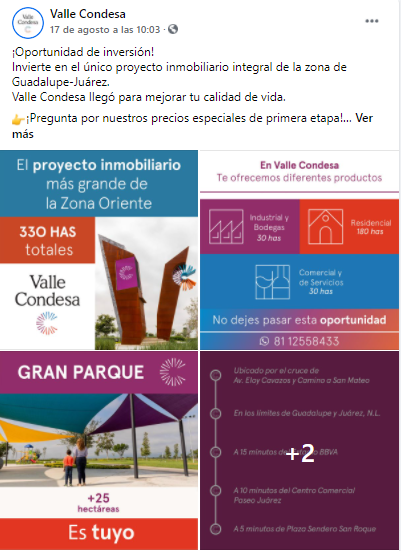 Valle Condesa
17 de agosto a las 10:03 ·
¡Oportunidad de inversión!
Invierte en el único proyecto inmobiliario integral de la zona de
Guadalupe-Juárez.
Valle Condesa llegó para mejorar tu calidad de vida.
👉¡Pregunta por nuestros precios especiales de primera etapa!... Ver
más
El proyecto inmobiliario
más grande de
la Zona Oriente
330 HAS
totales
Valle
Condesa
En Valle Condesa
Te ofrecemos diferentes productos
Industrial y
Bodegas
30 has
Residencial
180 has
Comercial y
de Servicios
30 has
No dejes pasar esta oportunidad
81 12558433
GRAN PARQUE
+25
hectáreas
Es tuyo
Ubicado por el cruce de
Av. Eloy Cavazos y Camino a San Mateo
En los límites de Guadalupe y Juárez, N.L.
A 15 minutos de BBVA
+2
A 10 minutos del Centro Comercial
Paseo Juárez
A 5 minutos de Plaza Sendero San Roque